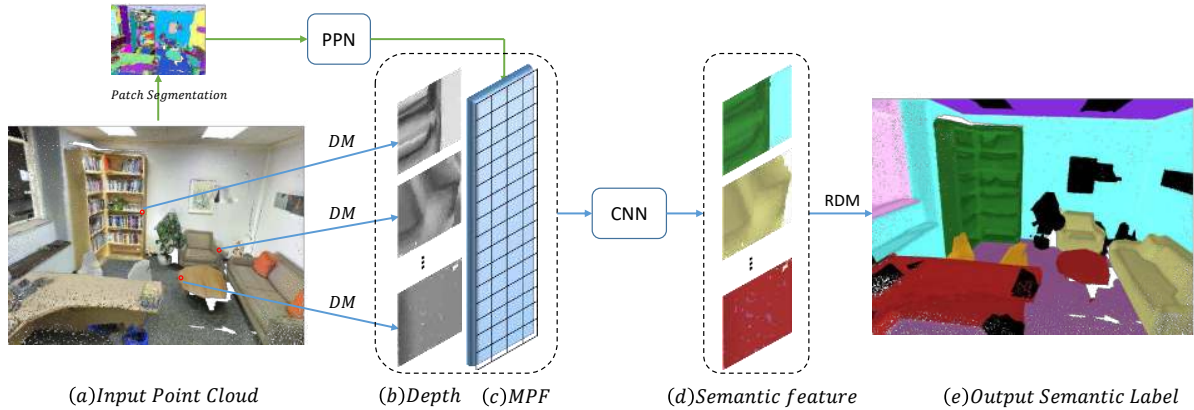 PPN
Patch Segmentation
DM
DM
DM
CNN
RDM
(a)Input Point Cloud
(b)Depth
(c)MPF
(d)Semantic feature
(e)Output Semantic Label